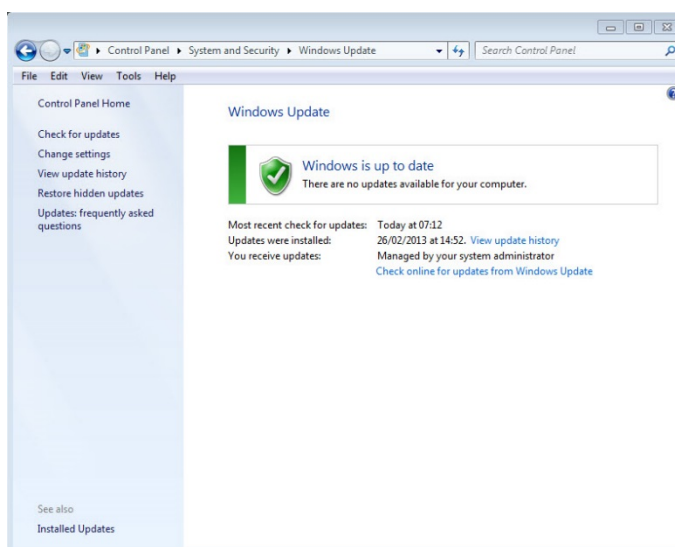 Control Panel ▸ System and Security ▸ Windows Update
Search Control Panel
File Edit View Tools Help
Control Panel Home
Check for updates
Change settings
View update history
Restore hidden updates
Updates: frequently asked
questions
See also
Installed Updates
Windows Update
Windows is up to date
There are no updates available for your computer.
Most recent check for updates: Today at 07:12
Updates were installed: 26/02/2013 at 14:52. View update history
You receive updates: Managed by your system administrator
Check online for updates from Windows Update